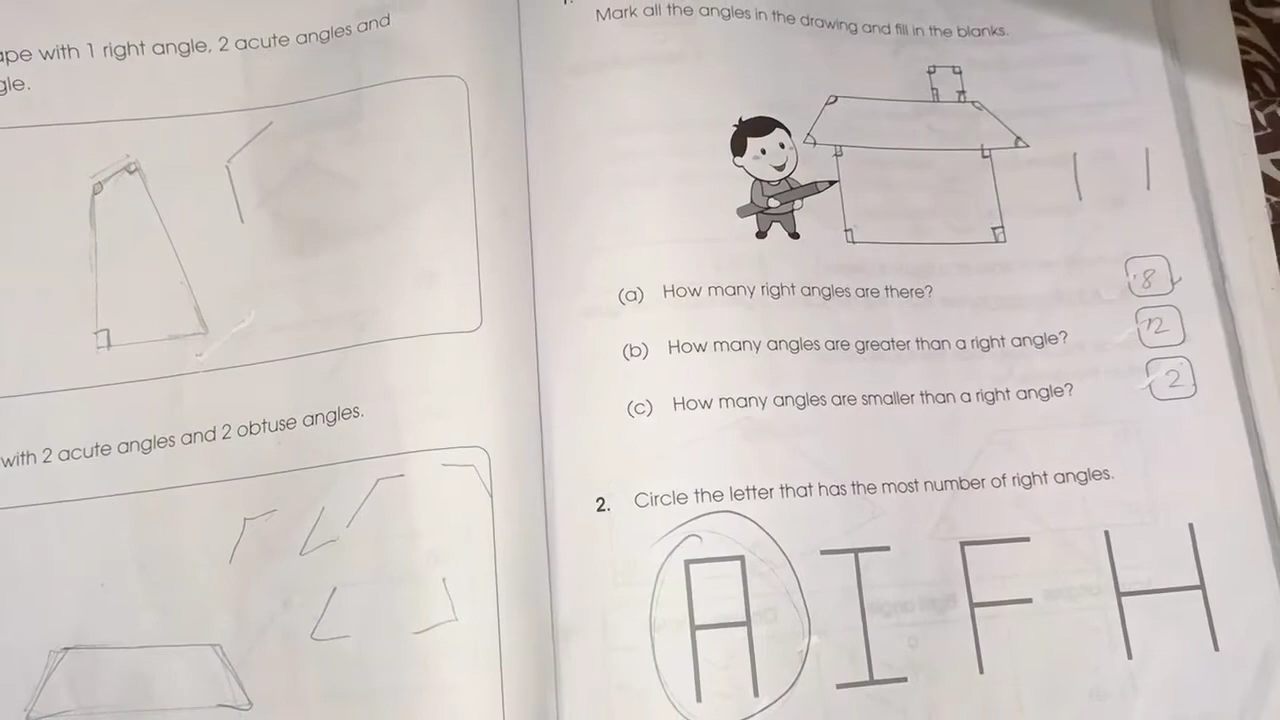 ape with 1 right angle, 2 acute angles and
gle.
with 2 acute angles and 2 obtuse angles.
Mark all the angles in the drawing and fill in the blanks.
(a) How many right angles are there?
8
(b) How many angles are greater than a right angle?
2
(c) How many angles are smaller than a right angle?
2
2. Circle the letter that has the most number of right angles.
A I F H